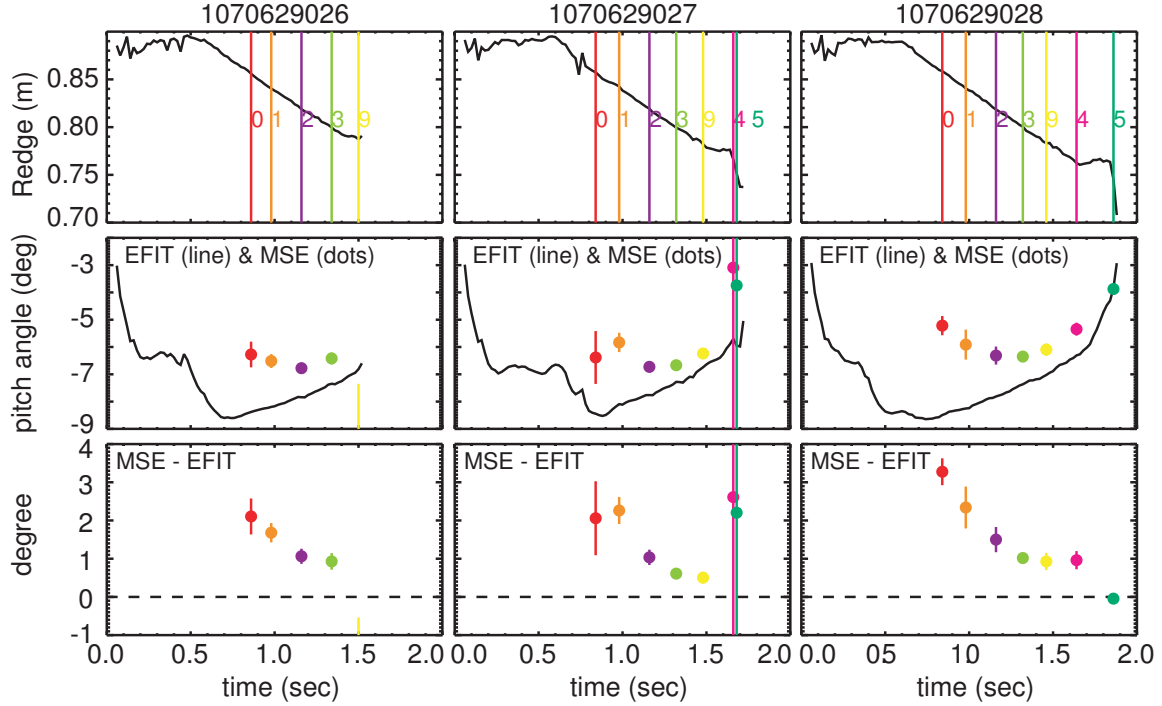 1070629026 1070629027 1070629028
Redge (m)
0.85
0.80
0.75
0.70
0 1 2 3 9
0 1 2 3 9 4 5
0 1 2 3 9 4 5
pitch angle (deg)
-3
-5
-7
-9
EFIT (line) & MSE (dots) EFIT (line) & MSE (dots) EFIT (line) & MSE (dots)
degree
4
3
2
1
0
-1
MSE - EFIT MSE - EFIT MSE - EFIT
0.0 0.5 1.0 1.5 2.0 0.5 1.0 1.5 2.0 0 05 1.0 1.5 2.0
time (sec) time (sec) time (sec)